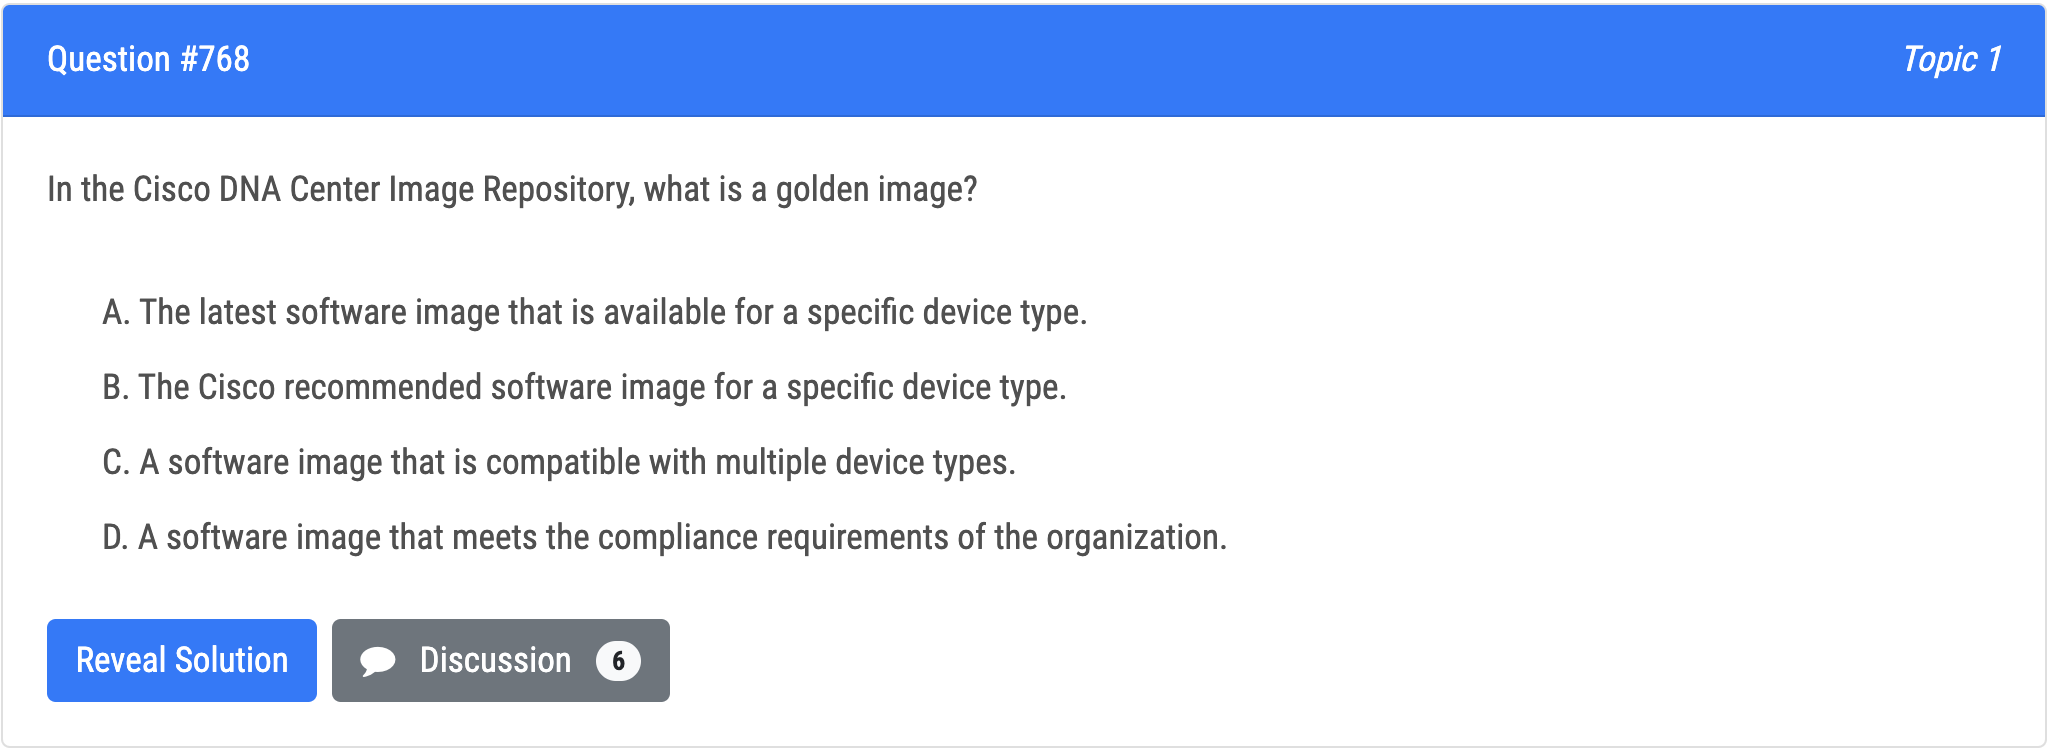 Question #768
Topic 1
In the Cisco DNA Center Image Repository, what is a golden image?
A. The latest software image that is available for a specific device type.
B. The Cisco recommended software image for a specific device type.
C. A software image that is compatible with multiple device types.
D. A software image that meets the compliance requirements of the organization.
Reveal Solution
Discussion 6